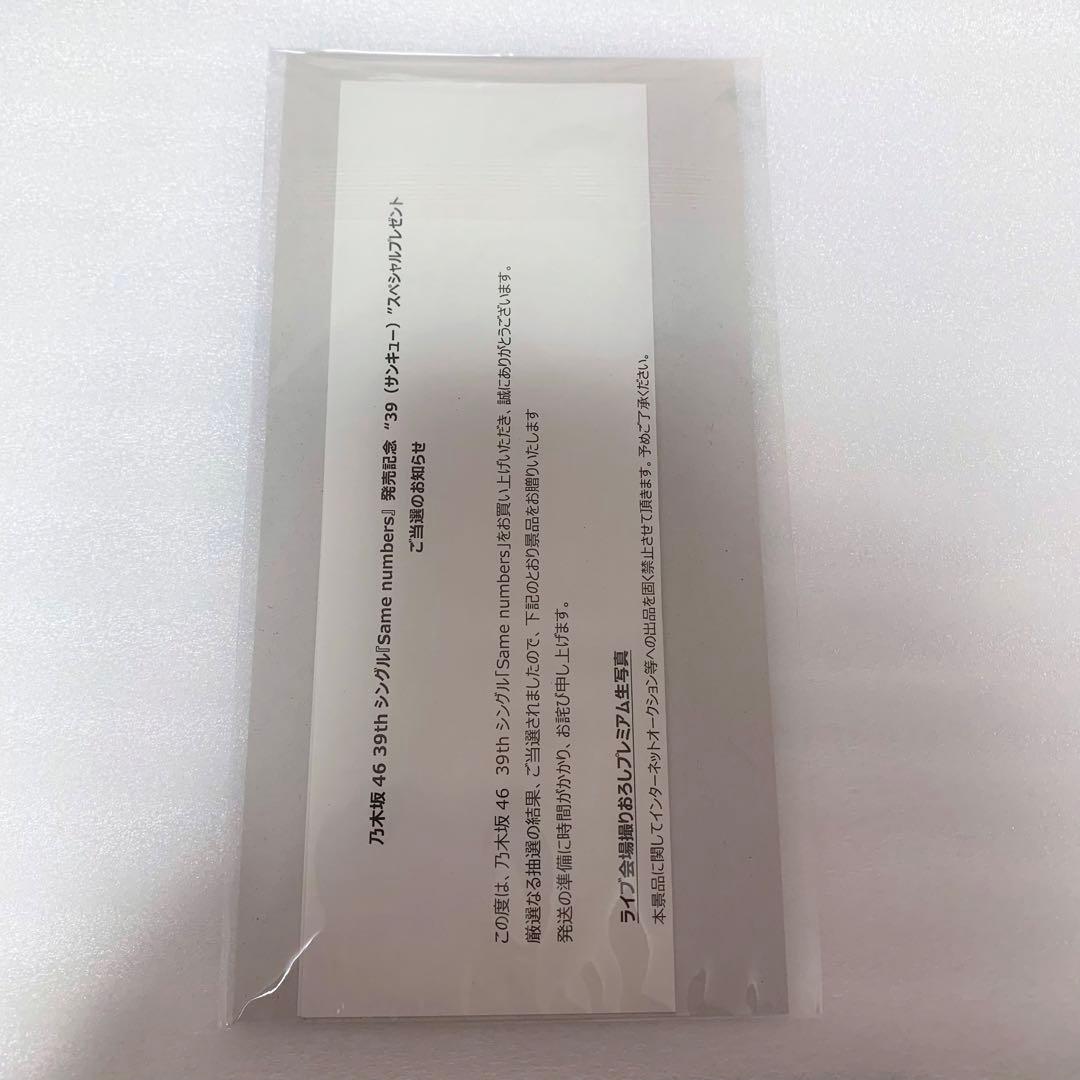 乃木坂 46 39th シングル『Same numbers』 発売記念 “39（サンキュー）”スペシャルプレゼント
ご当選のお知らせ
この度は、乃木坂 46 39th シングル「Same numbers」をお買い上げいただき、誠にありがとうございます。
厳選なる抽選の結果、ご当選されましたので、下記のとおり景品をお贈りいたします
発送の準備に時間がかかり、お詫び申し上げます。
ライブ会場撮りおろしプレミアム生写真
本景品に関してインターネットオークション等への出品を固く禁止させて頂きます。予めご了承ください。